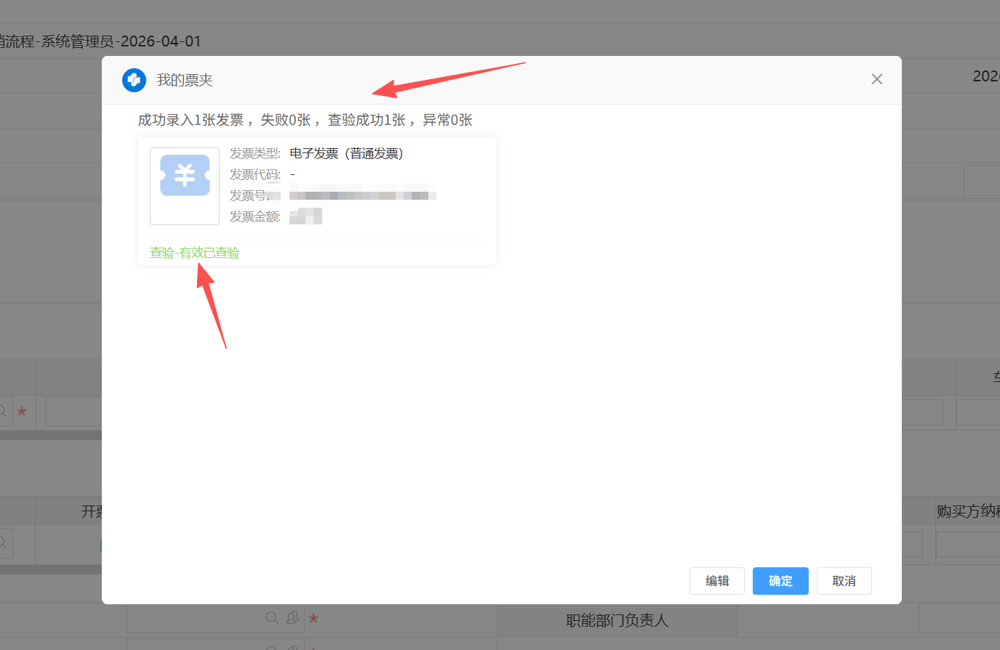 流程-系统管理员-2026-04-01
我的票夹
202
成功录入1张发票，失败0张，查验成功1张，异常0张
发票类型: 电子发票（普通发票）
发票代码: -
发票号
发票金额:
查验-有效已查验
*
开票
购买方纳
编辑
确定
取消
*
职能部门负责人